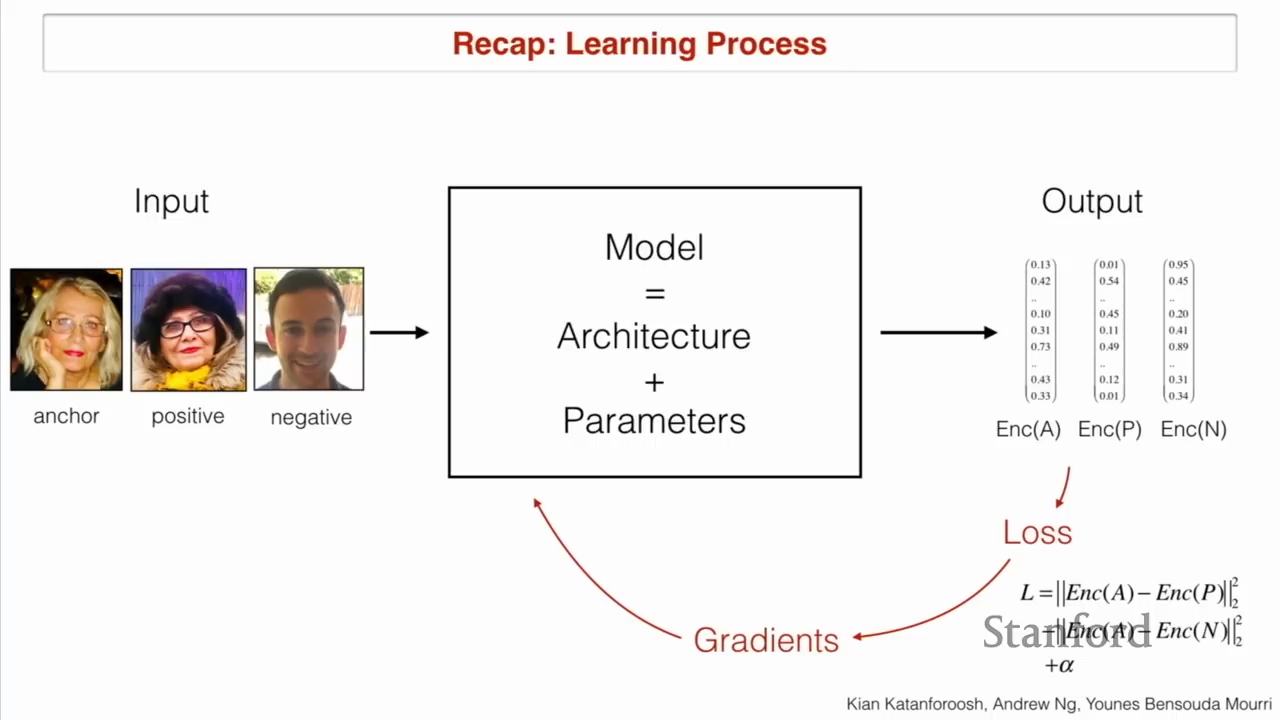 Recap: Learning Process
Input
anchor
positive
negative
Model
=
Architecture
+
Parameters
Output
0.13
0.42
..
0.10
0.31
0.73
..
0.43
0.33
Enc(A)
0.01
0.54
..
0.45
0.11
0.49
..
0.12
0.01
Enc(P)
0.95
0.45
..
0.20
0.41
0.89
..
0.31
0.34
Enc(N)
Loss
L = ||Enc(A) − Enc(P)||₂²
−||Enc(A) − Enc(N)||₂²
+α
Stanford
Gradients
Kian Katanforoosh, Andrew Ng, Younes Bensouda Mourri